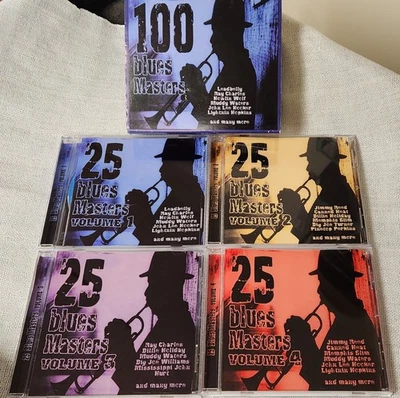 100
blues
Masters
Leadbelly
Ray Charles
Howlin Wolf
Muddy Waters
John Lee Hooker
Lightnin Hopkins
and many more
25
blues
Masters
VOLUME 1
Leadbelly
Ray Charles
Howlin Wolf
Muddy Waters
John Lee Hooker
Lightnin Hopkins
and many more
25
blues
Masters
VOLUME 2
Jimmy Reed
Canned Heat
Billie Holiday
Memphis Slim
Big Joe Turner
Pinetop Perkins
and many more
25
blues
Masters
VOLUME 3
Ray Charles
Billie Holiday
Muddy Waters
Big Joe Williams
Mississippi John
Hurt
and many more
25
blues
Masters
VOLUME 4
Jimmy Reed
Canned Heat
Memphis Slim
Muddy Waters
John Lee Hooker
Lightnin Hopkins
and many more